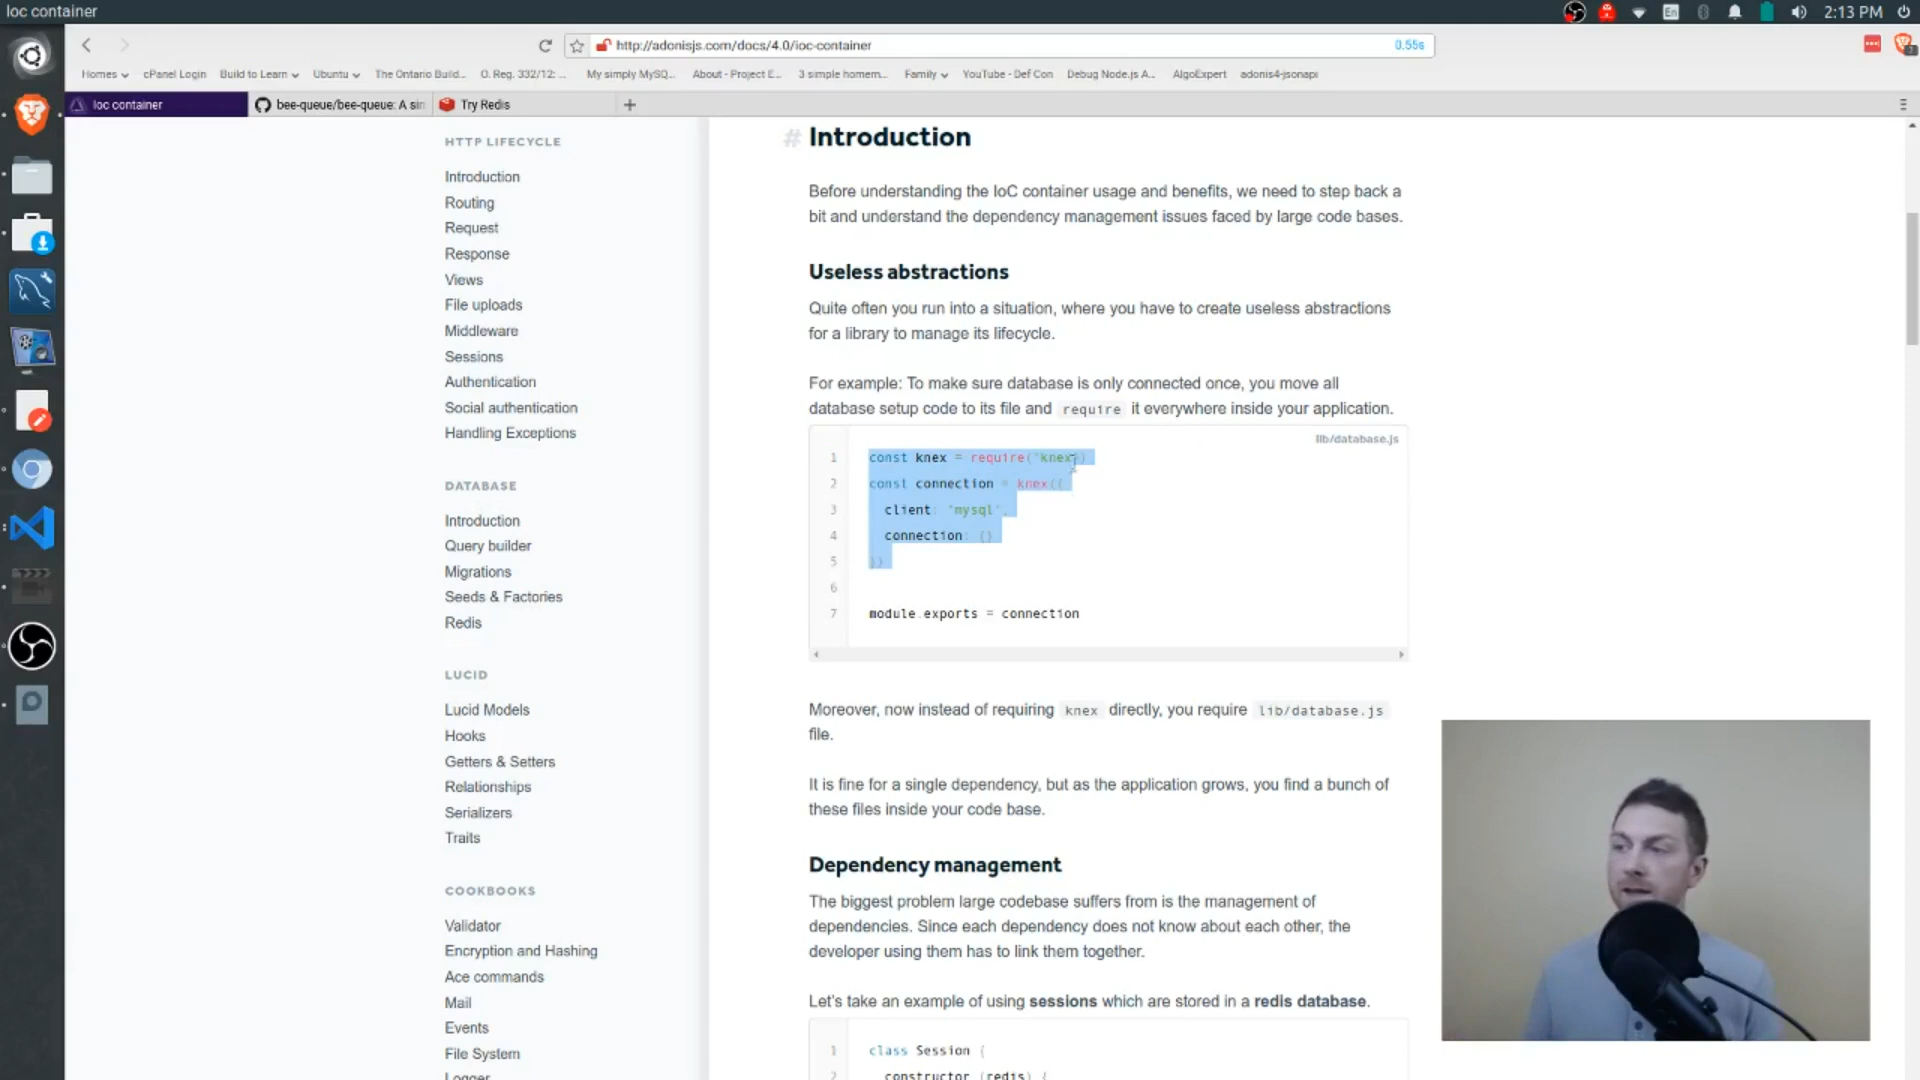 Ioc container
En
2:13 PM
http://adonisjs.com/docs/4.0/ioc-container
0.55s
Homes
cPanel Login
Build to Learn
Ubuntu
The Ontario Build...
O. Reg. 332/12: ...
My simply MySQ...
About - Project E...
3 simple homem...
Family
YouTube - Def Con
Debug Node.js A...
AlgoExpert
adonis4-jsonapi
Ioc container
bee-queue/bee-queue: A sin
Try Redis
HTTP LIFECYCLE
Introduction
Routing
Request
Response
Views
File uploads
Middleware
Sessions
Authentication
Social authentication
Handling Exceptions
DATABASE
Introduction
Query builder
Migrations
Seeds & Factories
Redis
LUCID
Lucid Models
Hooks
Getters & Setters
Relationships
Serializers
Traits
COOKBOOKS
Validator
Encryption and Hashing
Ace commands
Mail
Events
File System
Logger
# Introduction
Before understanding the IoC container usage and benefits, we need to step back a
bit and understand the dependency management issues faced by large code bases.
Useless abstractions
Quite often you run into a situation, where you have to create useless abstractions
for a library to manage its lifecycle.
For example: To make sure database is only connected once, you move all
database setup code to its file and require it everywhere inside your application.
lib/database.js
1 const knex = require('knex')
2 const connection = knex({
3 client: 'mysql',
4 connection: {}
5 })
6
7 module.exports = connection
Moreover, now instead of requiring knex directly, you require lib/database.js
file.
It is fine for a single dependency, but as the application grows, you find a bunch of
these files inside your code base.
Dependency management
The biggest problem large codebase suffers from is the management of
dependencies. Since each dependency does not know about each other, the
developer using them has to link them together.
Let's take an example of using sessions which are stored in a redis database.
1 class Session {
2 constructor (redis) {